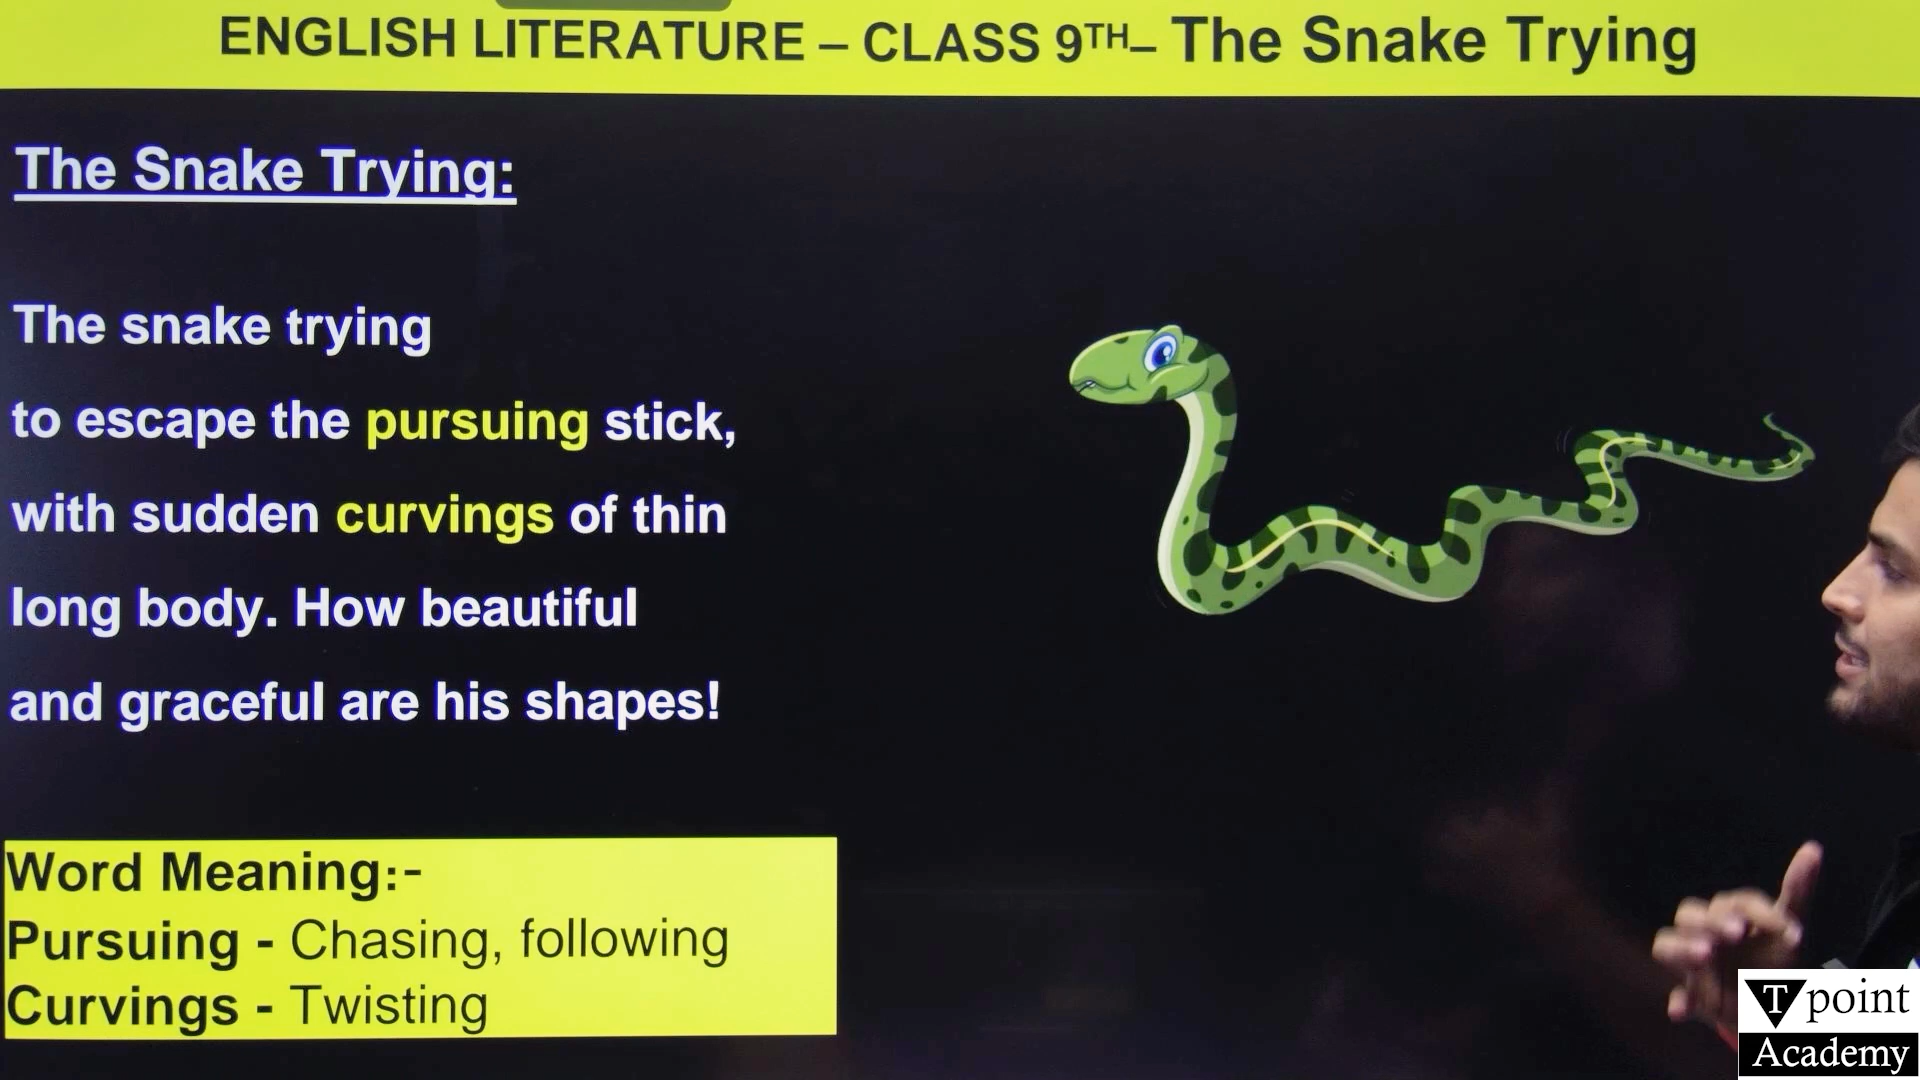 ENGLISH LITERATURE – CLASS 9TH– The Snake Trying
The Snake Trying:
The snake trying
to escape the pursuing stick,
with sudden curvings of thin
long body. How beautiful
and graceful are his shapes!
Word Meaning:-
Pursuing - Chasing, following
Curvings - Twisting
T point
Academy